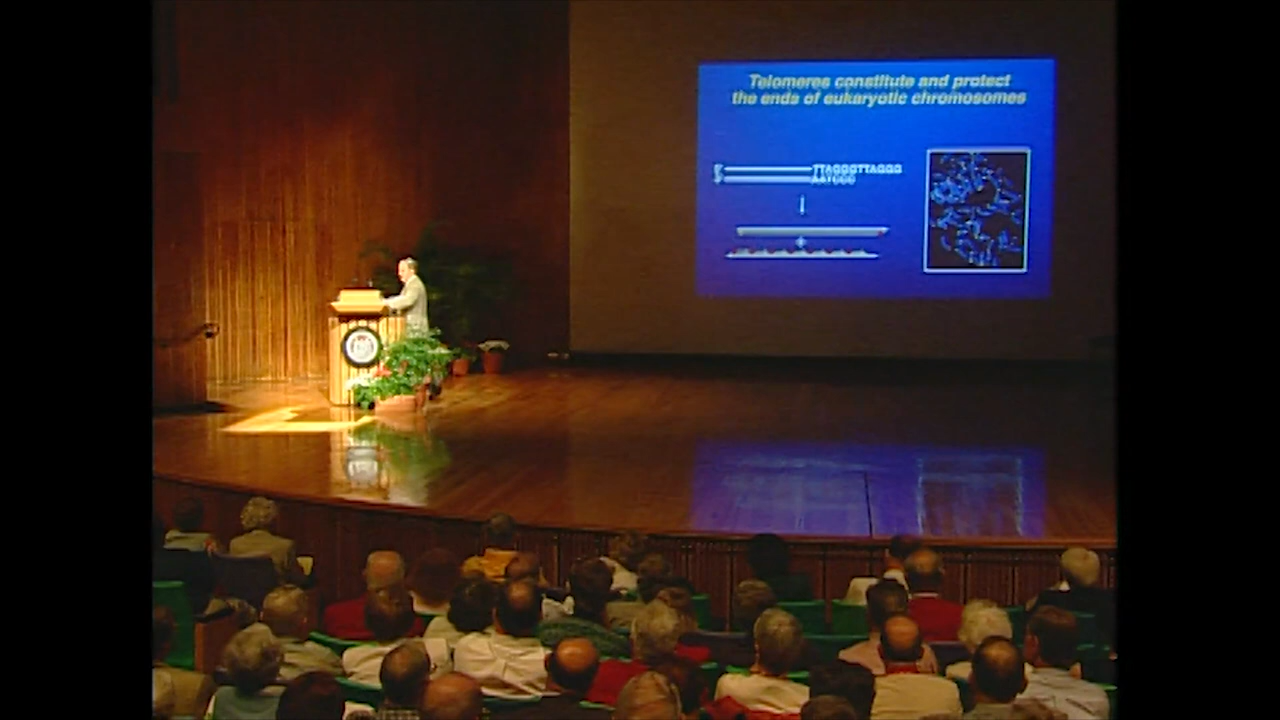 Telomeres constitute and protect
the ends of eukaryotic chromosomes
TTAGGGTTAGGG